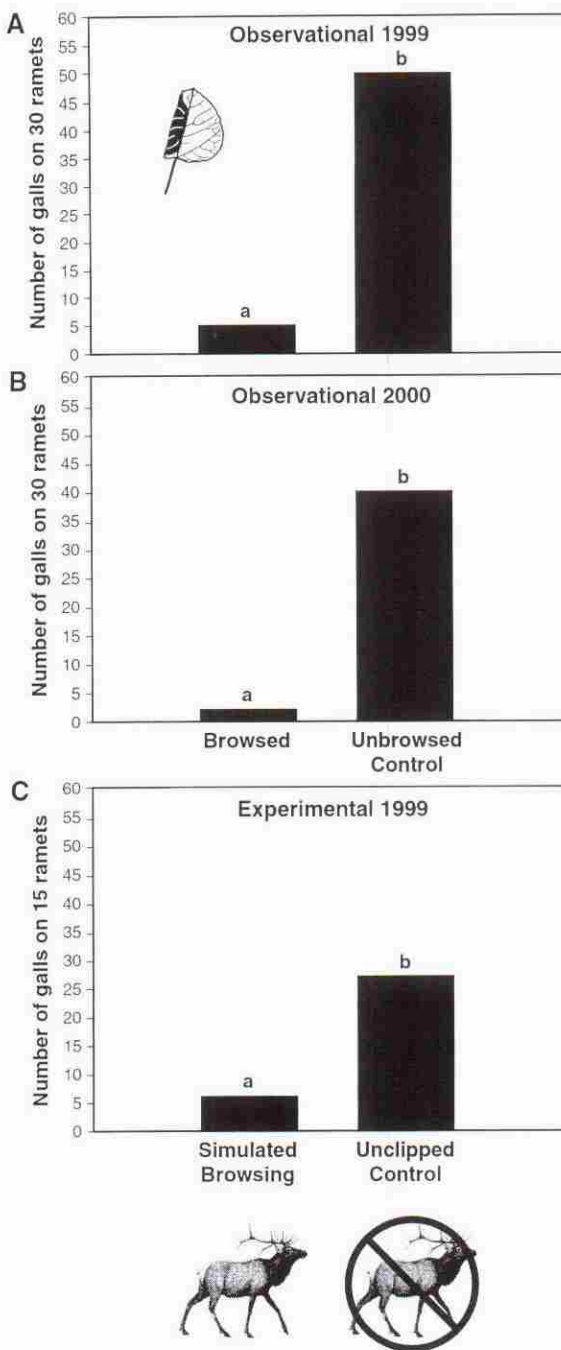 A
Observational 1999
Number of galls on 30 ramets
60
55
50
45
40
35
30
25
20
15
10
5
0
a
b
B
Observational 2000
Number of galls on 30 ramets
60
55
50
45
40
35
30
25
20
15
10
5
0
a
b
Browsed
Unbrowsed
Control
C
Experimental 1999
Number of galls on 15 ramets
60
55
50
45
40
35
30
25
20
15
10
5
0
a
b
Simulated
Browsing
Unclipped
Control